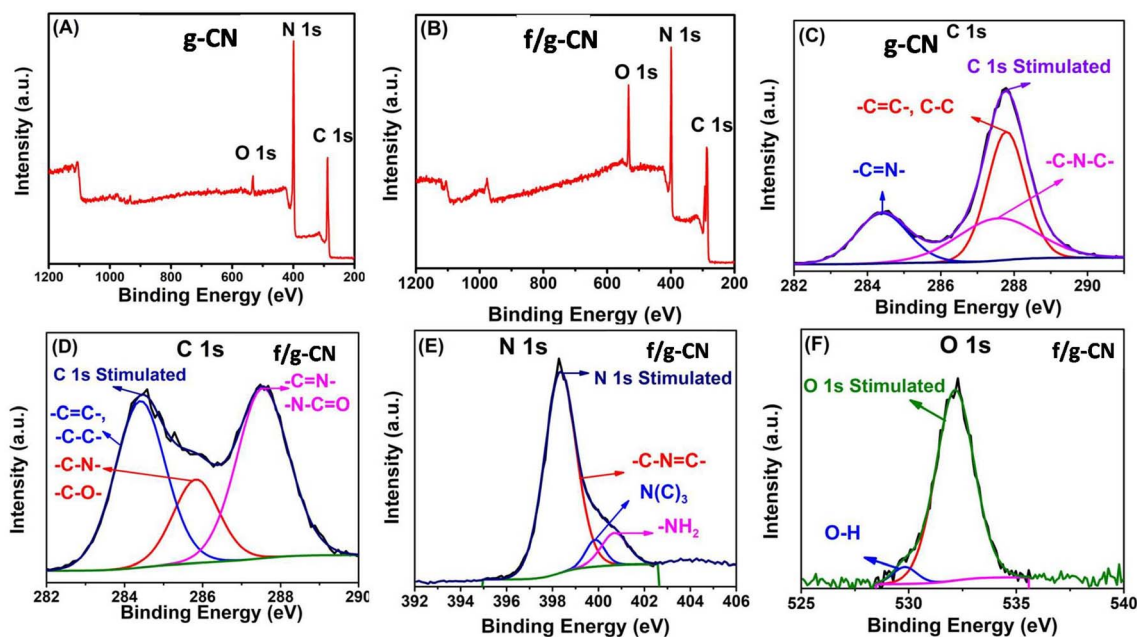 (A)
g-CN
N 1s
O 1s
C 1s
Intensity (a.u.)
1200 1000 800 600 400 200
Binding Energy (eV)
(B)
f/g-CN
N 1s
O 1s
C 1s
Intensity (a.u.)
1200 1000 800 600 400 200
Binding Energy (eV)
(C)
g-CN C 1s
C 1s Stimulated
-C=C-, C-C
-C-N-C-
-C=N-
Intensity (a.u.)
282 284 286 288 290
Binding Energy (eV)
(D)
C 1s
f/g-CN
C 1s Stimulated
-C=C-,
-C-C-
-C-N-
-C-O-
-C=N-
-N-C=O
Intensity (a.u.)
282 284 286 288 290
Binding Energy (eV)
(E)
N 1s
f/g-CN
N 1s Stimulated
-C-N=C-
N(C)₃
-NH₂
Intensity (a.u.)
392 394 396 398 400 402 404 406
Binding Energy (eV)
(F)
O 1s
f/g-CN
O 1s Stimulated
O-H
Intensity (a.u.)
525 530 535 540
Binding Energy (eV)